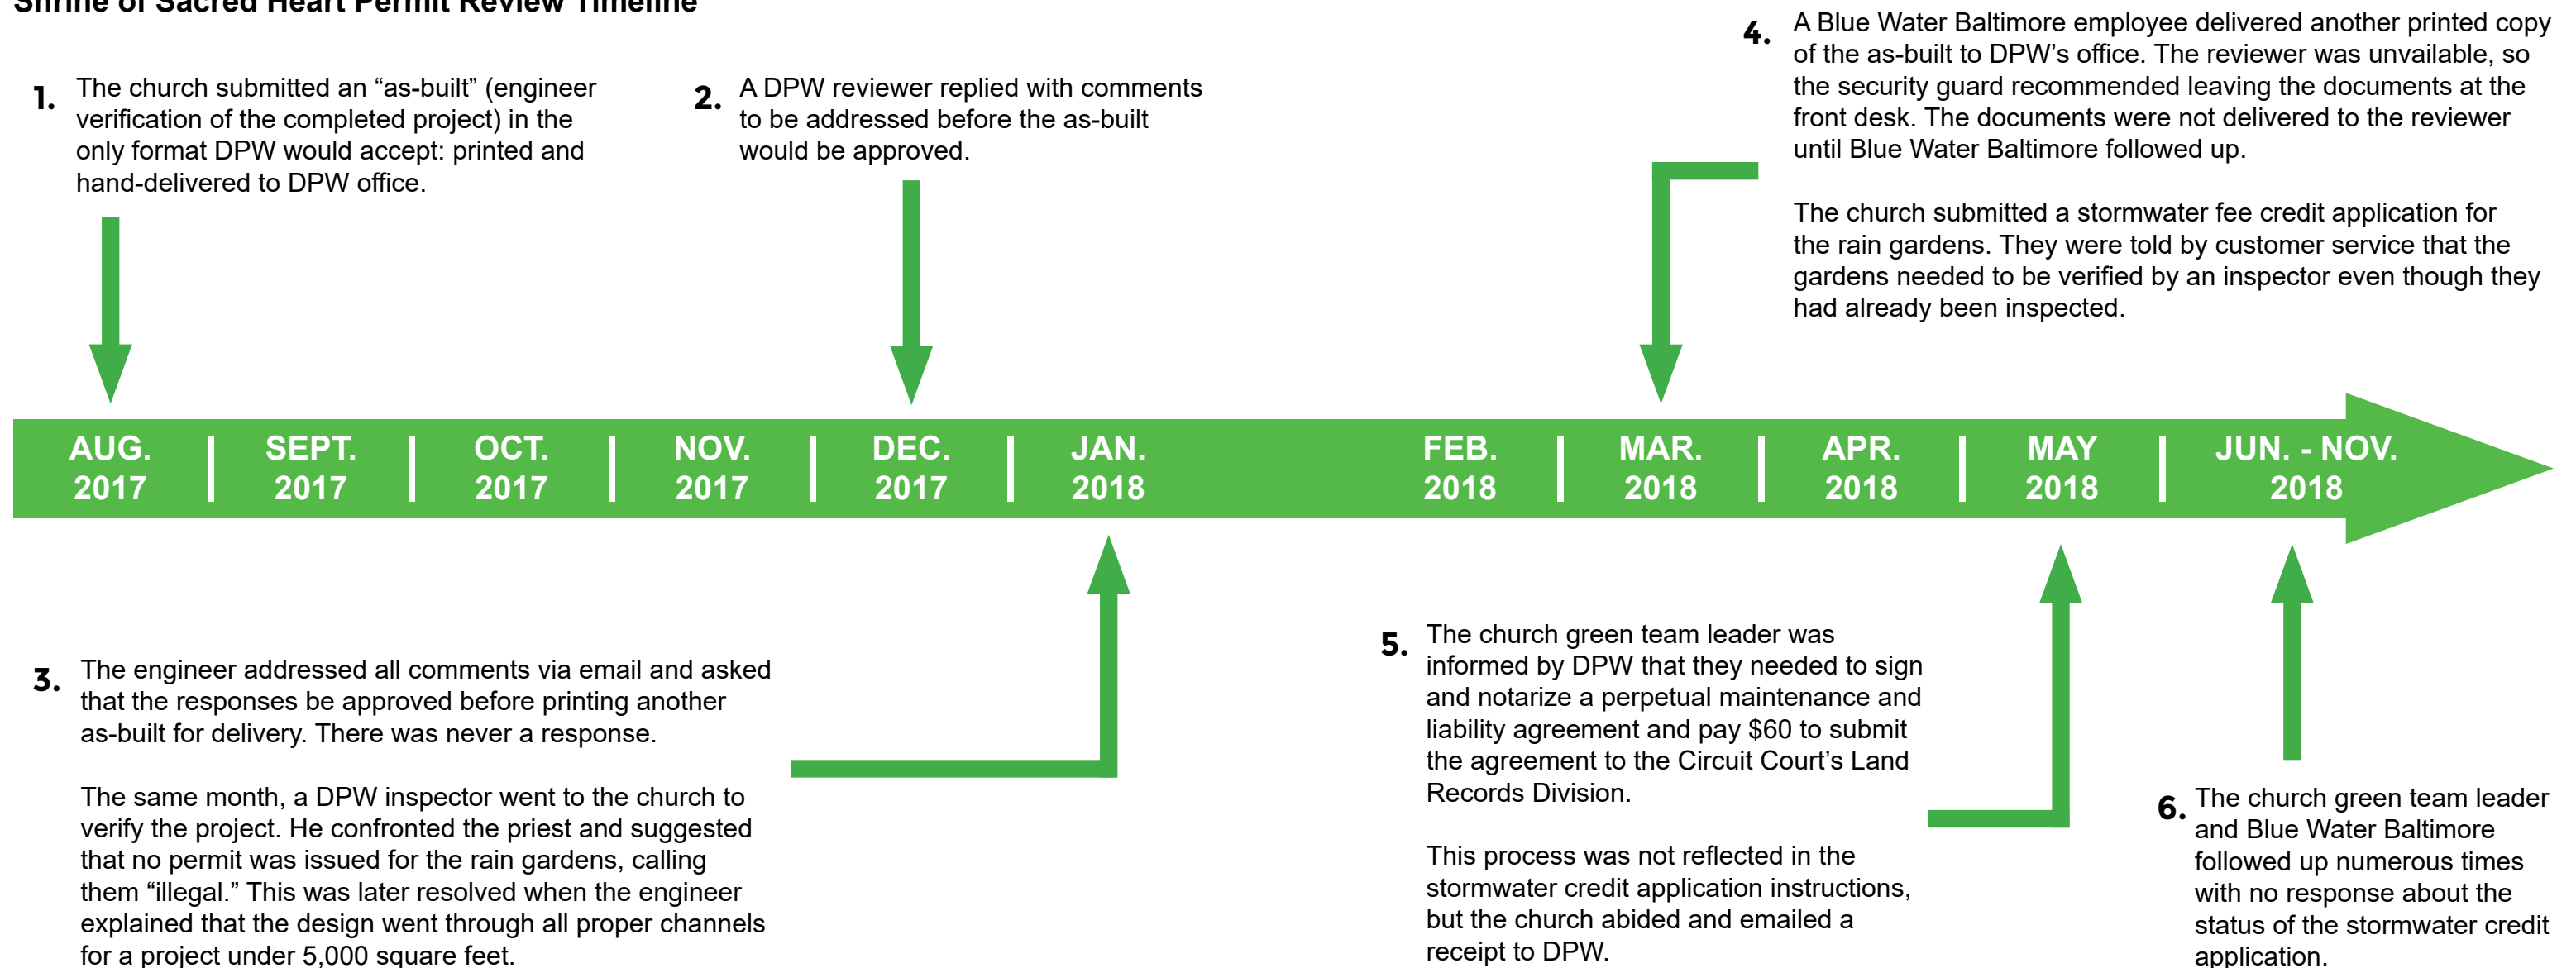 Shrine of Sacred Heart Permit Review Timeline
1. The church submitted an “as-built” (engineer
verification of the completed project) in the
only format DPW would accept: printed and
hand-delivered to DPW office.
2. A DPW reviewer replied with comments
to be addressed before the as-built
would be approved.
4. A Blue Water Baltimore employee delivered another printed copy
of the as-built to DPW’s office. The reviewer was unvailable, so
the security guard recommended leaving the documents at the
front desk. The documents were not delivered to the reviewer
until Blue Water Baltimore followed up.
The church submitted a stormwater fee credit application for
the rain gardens. They were told by customer service that the
gardens needed to be verified by an inspector even though they
had already been inspected.
AUG.
2017
SEPT.
2017
OCT.
2017
NOV.
2017
DEC.
2017
JAN.
2018
FEB.
2018
MAR.
2018
APR.
2018
MAY
2018
JUN. - NOV.
2018
3. The engineer addressed all comments via email and asked
that the responses be approved before printing another
as-built for delivery. There was never a response.
The same month, a DPW inspector went to the church to
verify the project. He confronted the priest and suggested
that no permit was issued for the rain gardens, calling
them “illegal.” This was later resolved when the engineer
explained that the design went through all proper channels
for a project under 5,000 square feet.
5. The church green team leader was
informed by DPW that they needed to sign
and notarize a perpetual maintenance and
liability agreement and pay $60 to submit
the agreement to the Circuit Court’s Land
Records Division.
This process was not reflected in the
stormwater credit application instructions,
but the church abided and emailed a
receipt to DPW.
6. The church green team leader
and Blue Water Baltimore
followed up numerous times
with no response about the
status of the stormwater credit
application.